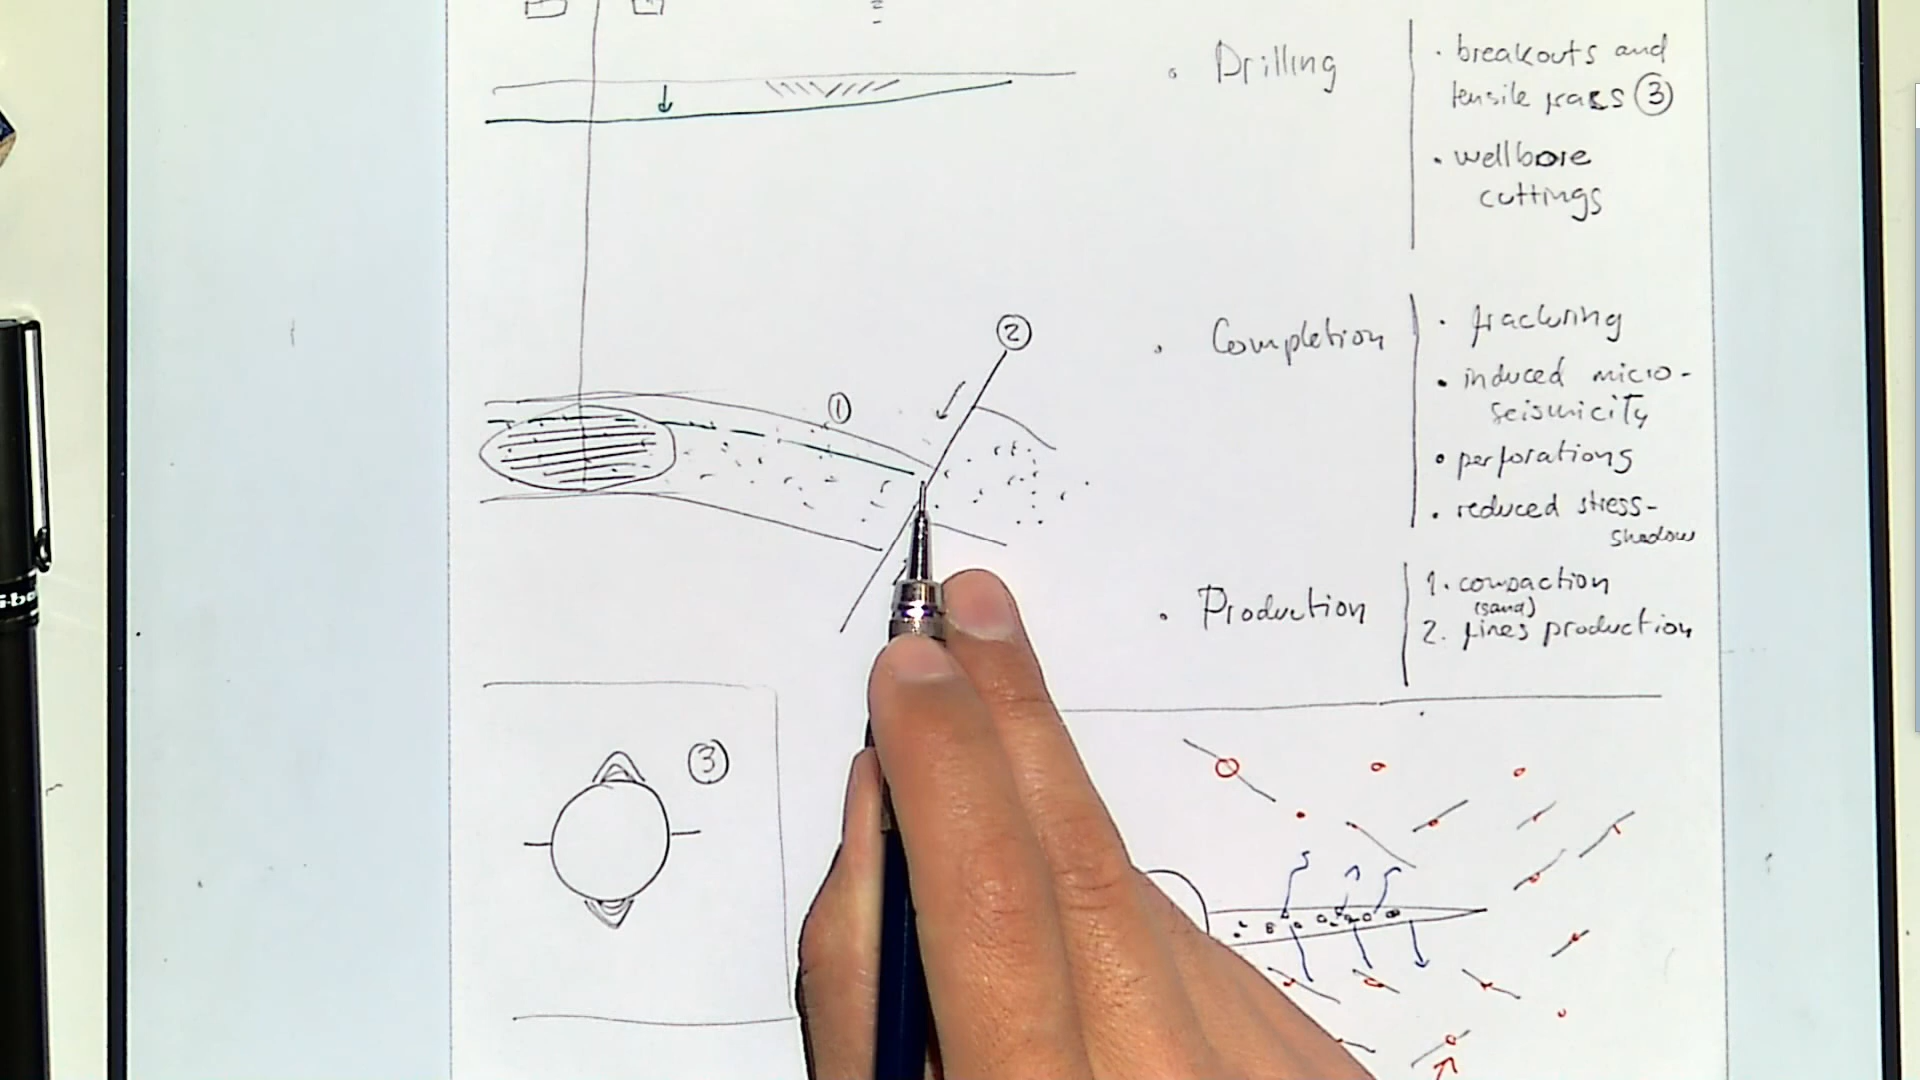 · Drilling
· breakouts and
tensile fracs ③
· wellbore
cuttings
②
①
· Completion
· fracturing
· induced micro-
seismicity
· perforations
· reduced stress-
shadow
· Production
1. compaction
(sand)
2. fines production
③